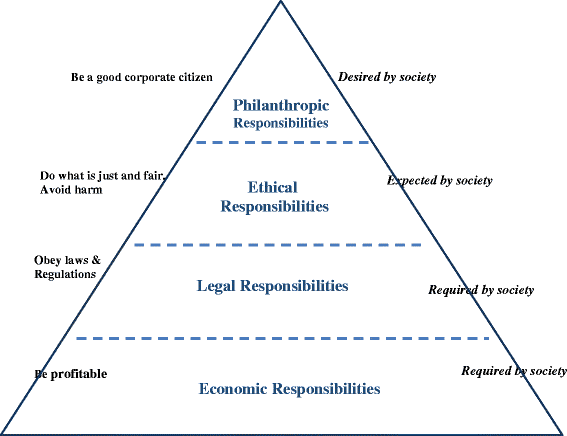 Be a good corporate citizen
Desired by society
Philanthropic
Responsibilities
Do what is just and fair,
Avoid harm
Expected by society
Ethical
Responsibilities
Obey laws &
Regulations
Legal Responsibilities
Required by society
Be profitable
Required by society
Economic Responsibilities